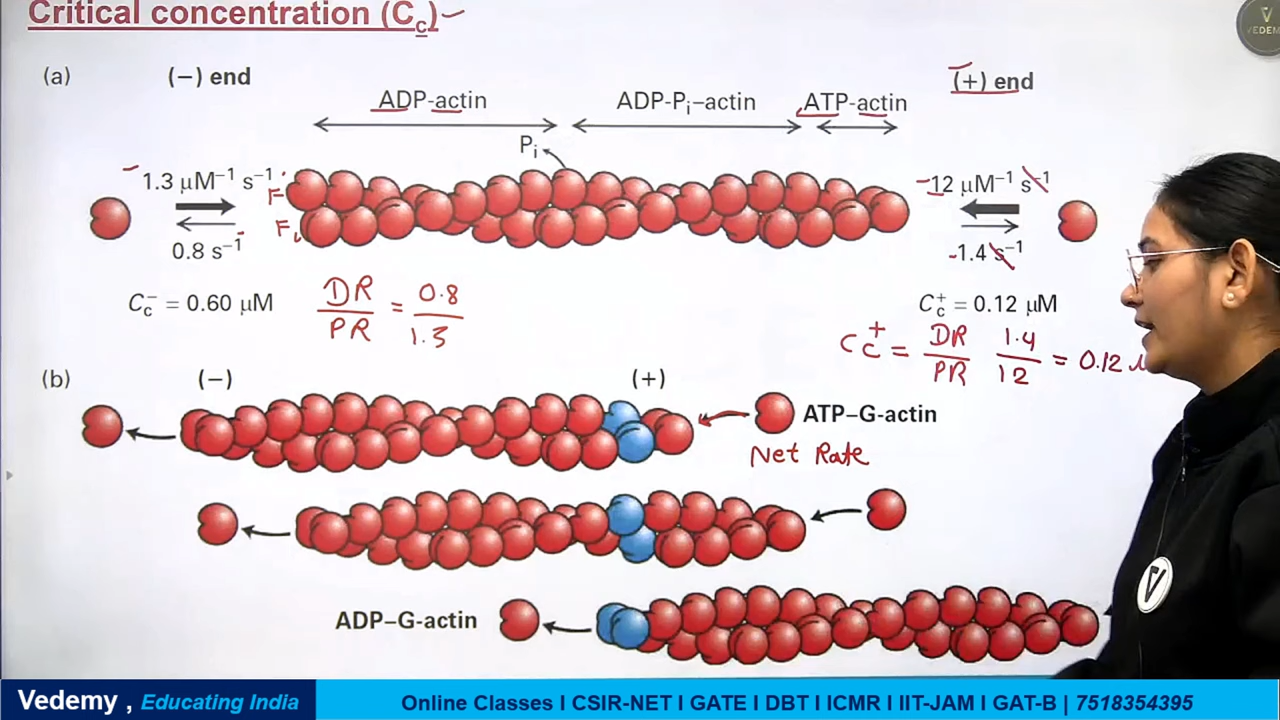 Critical concentration (Cc)
VEDEM
(a)
(−) end
(+) end
ADP-actin
ADP-Pi–actin
ATP-actin
Pi
1.3 μM⁻¹ s⁻¹
12 μM⁻¹ s⁻¹
F
F
0.8 s⁻¹
1.4 s⁻¹
Cc⁻ = 0.60 μM
DR/PR = 0.8/1.3
Cc⁺ = 0.12 μM
Cc⁺ = DR/PR 1.4/12 = 0.12
(b)
(−)
(+)
ATP–G-actin
Net Rate
ADP–G-actin
Vedemy , Educating India
Online Classes I CSIR-NET I GATE I DBT I ICMR I IIT-JAM I GAT-B | 7518354395